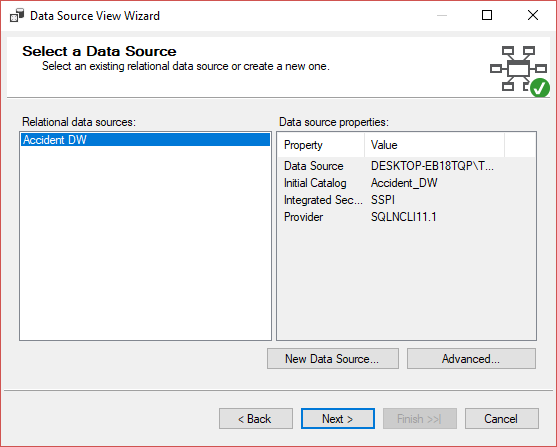 Data Source View Wizard
Select a Data Source
Select an existing relational data source or create a new one.
Relational data sources:
Accident DW
Data source properties:
Property Value
Data Source DESKTOP-EB18TQP\T...
Initial Catalog Accident_DW
Integrated Sec... SSPI
Provider SQLNCLI11.1
New Data Source... Advanced...
< Back Next > Finish >>| Cancel